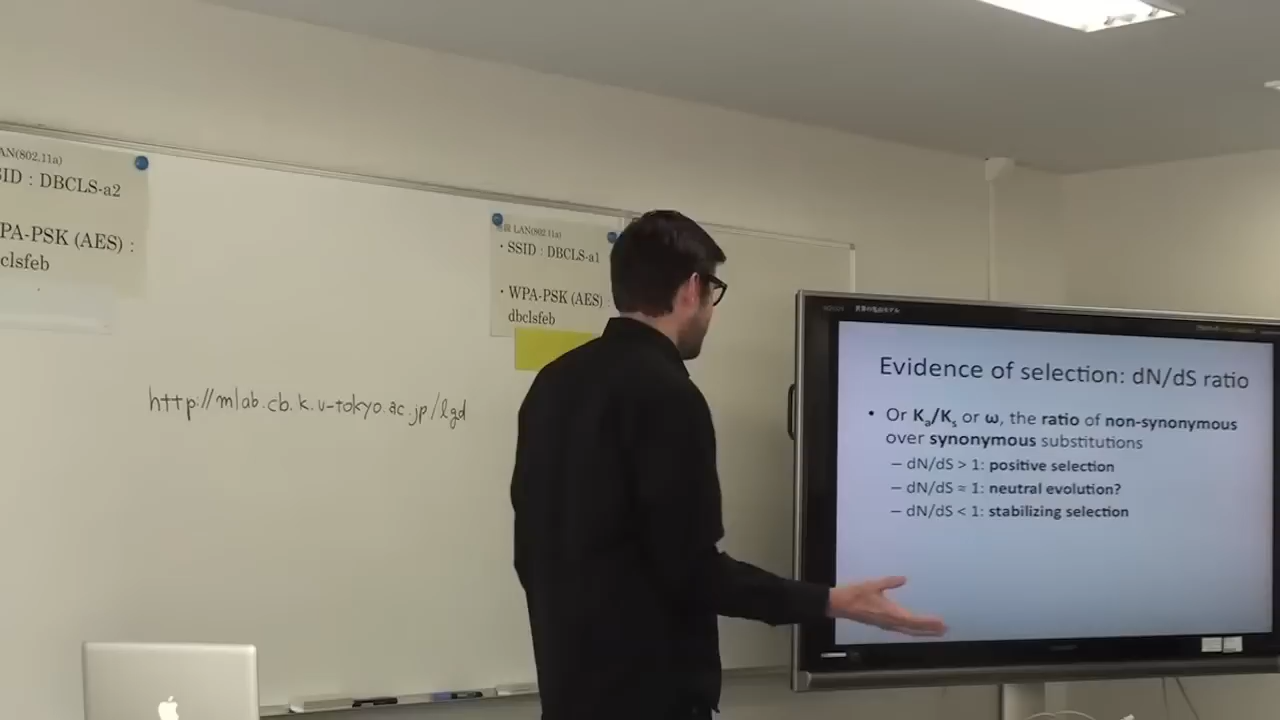 AN(802.11a)
SID : DBCLS-a2
PA-PSK (AES) :
clsfeb
LAN(802.11a)
・SSID : DBCLS-a1
・WPA-PSK (AES) :
dbclsfeb
http://mlab.cb.k.u-tokyo.ac.jp/lgd
Evidence of selection: dN/dS ratio
• Or Ka/Ks or ω, the ratio of non-synonymous
over synonymous substitutions
– dN/dS > 1: positive selection
– dN/dS ≈ 1: neutral evolution?
– dN/dS < 1: stabilizing selection